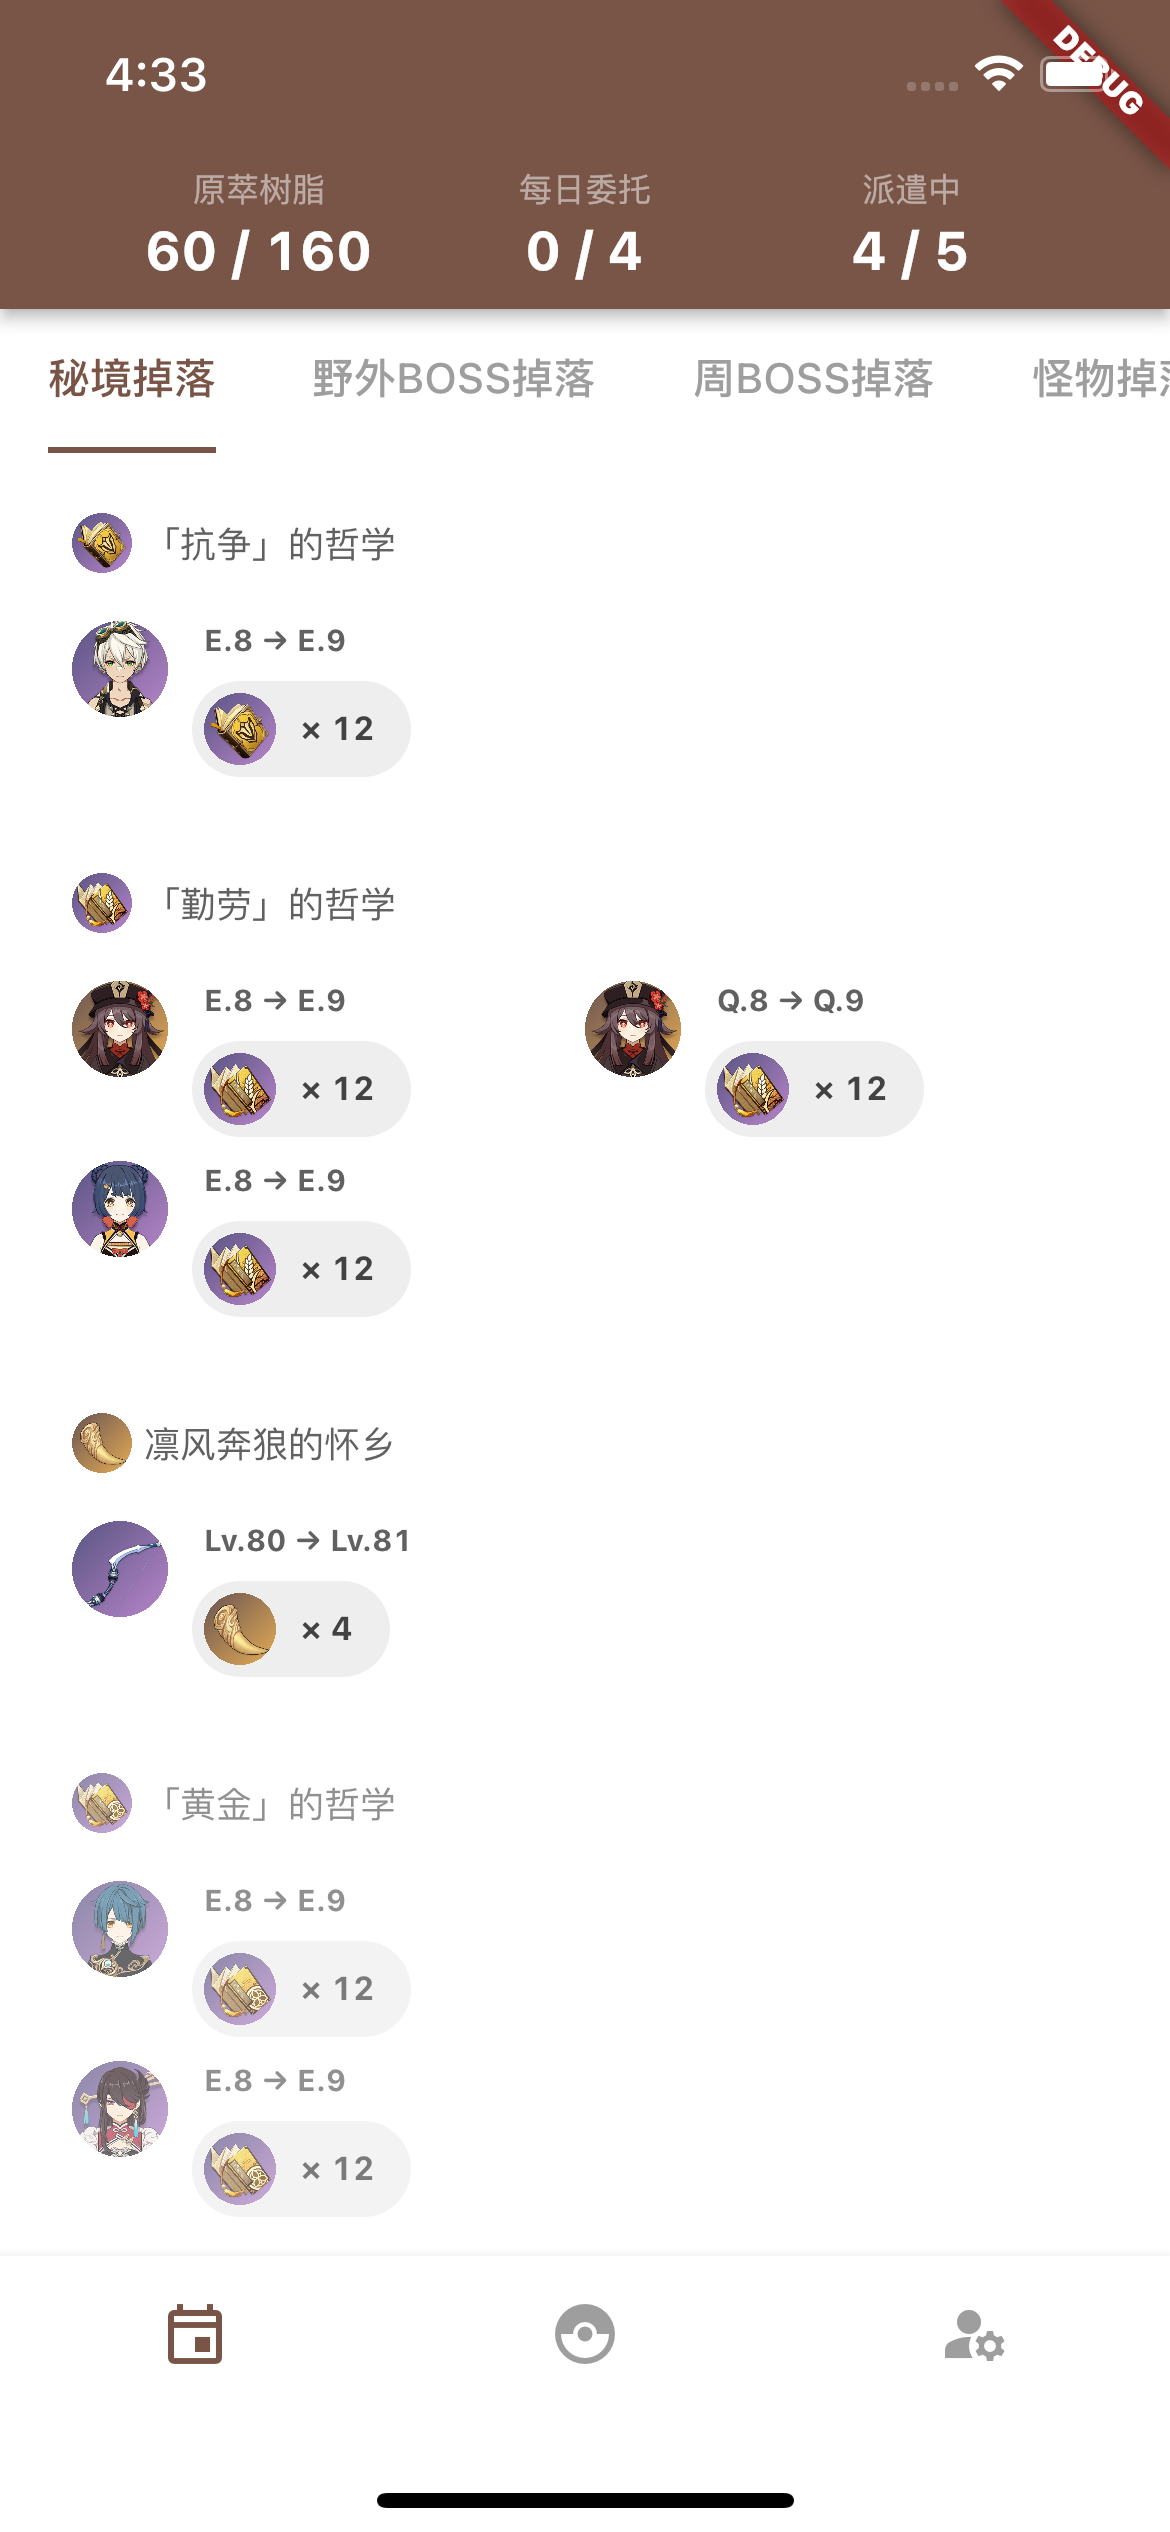 4:33
DEBUG
原萃树脂 每日委托 派遣中
60 / 160 0 / 4 4 / 5
秘境掉落 野外BOSS掉落 周BOSS掉落 怪物掉落
「抗争」的哲学
E.8 → E.9
× 12
「勤劳」的哲学
E.8 → E.9 Q.8 → Q.9
× 12 × 12
E.8 → E.9
× 12
凛风奔狼的怀乡
Lv.80 → Lv.81
× 4
「黄金」的哲学
E.8 → E.9
× 12
E.8 → E.9
× 12